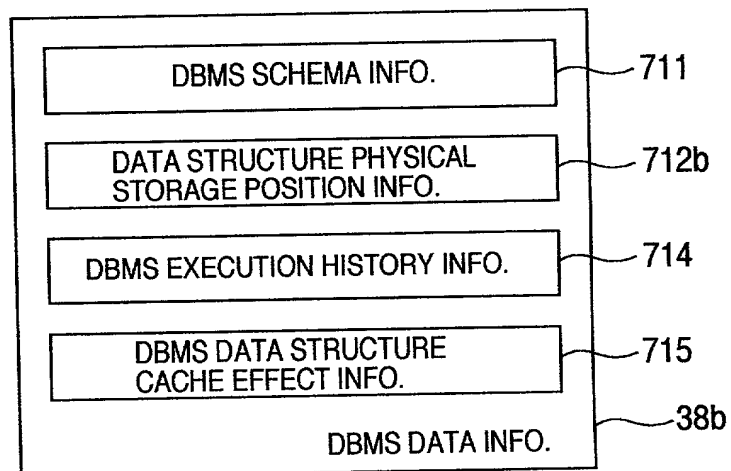 DBMS SCHEMA INFO.
711
DATA STRUCTURE PHYSICAL
STORAGE POSITION INFO.
712b
DBMS EXECUTION HISTORY INFO.
714
DBMS DATA STRUCTURE
CACHE EFFECT INFO.
715
38b
DBMS DATA INFO.